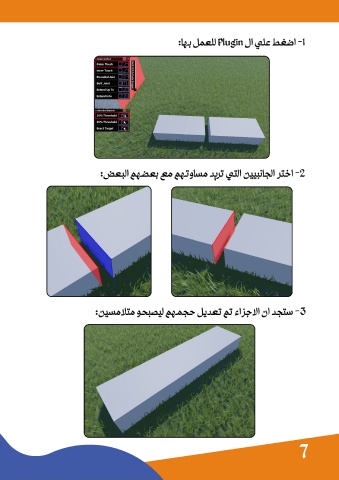 1- اضغط علي ال Plugin للعمل بها:
2- اختر الجانبيين التي تريد مساوتهم مع بعضهم البعض:
3- ستجد ان الاجزاء تم تعديل حجمهم ليصبحو متلامسين:
7